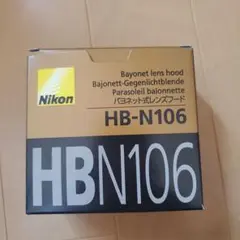 Nikon
Bayonet lens hood
Bajonett-Gegenlichtblende
Parasoleil baïonnette
バヨネット式レンズフード
HB-N106
HBN106